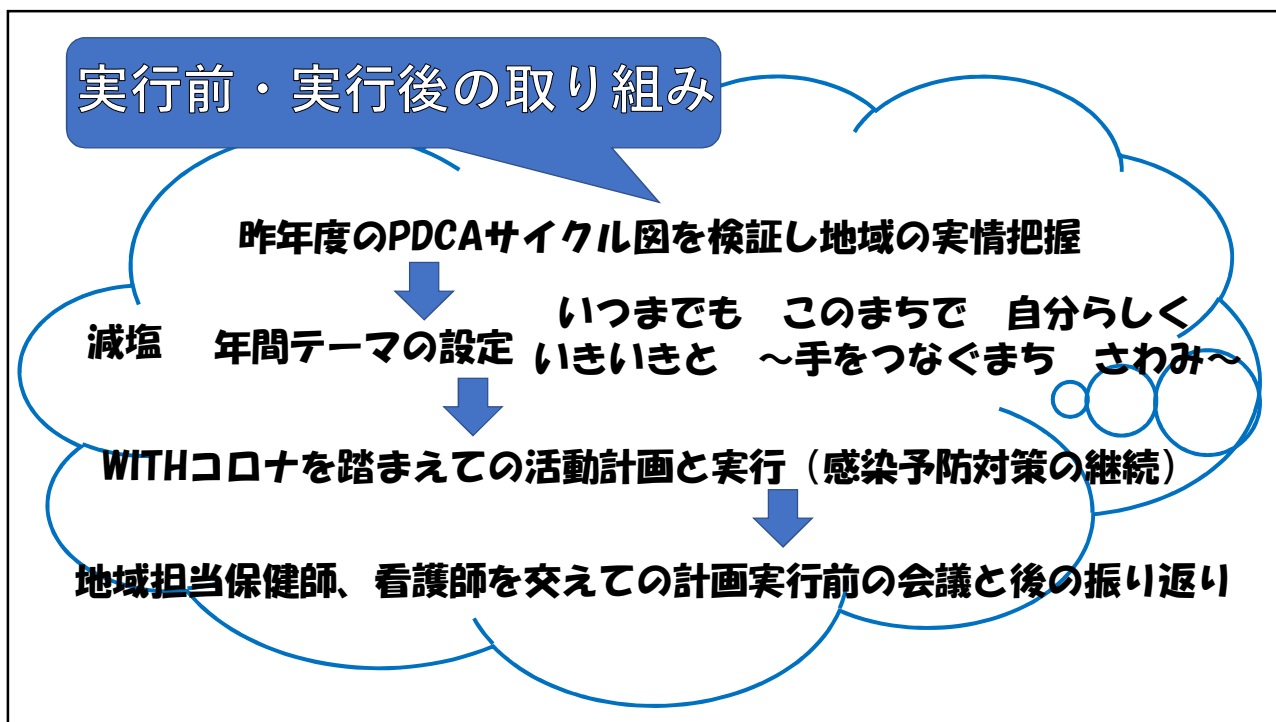 実行前・実行後の取り組み
昨年度のPDCAサイクル図を検証し地域の実情把握
減塩　年間テーマの設定
いつまでも　このまちで　自分らしく
いきいきと　～手をつなぐまち　さわみ～
WITHコロナを踏まえての活動計画と実行（感染予防対策の継続）
地域担当保健師、看護師を交えての計画実行前の会議と後の振り返り